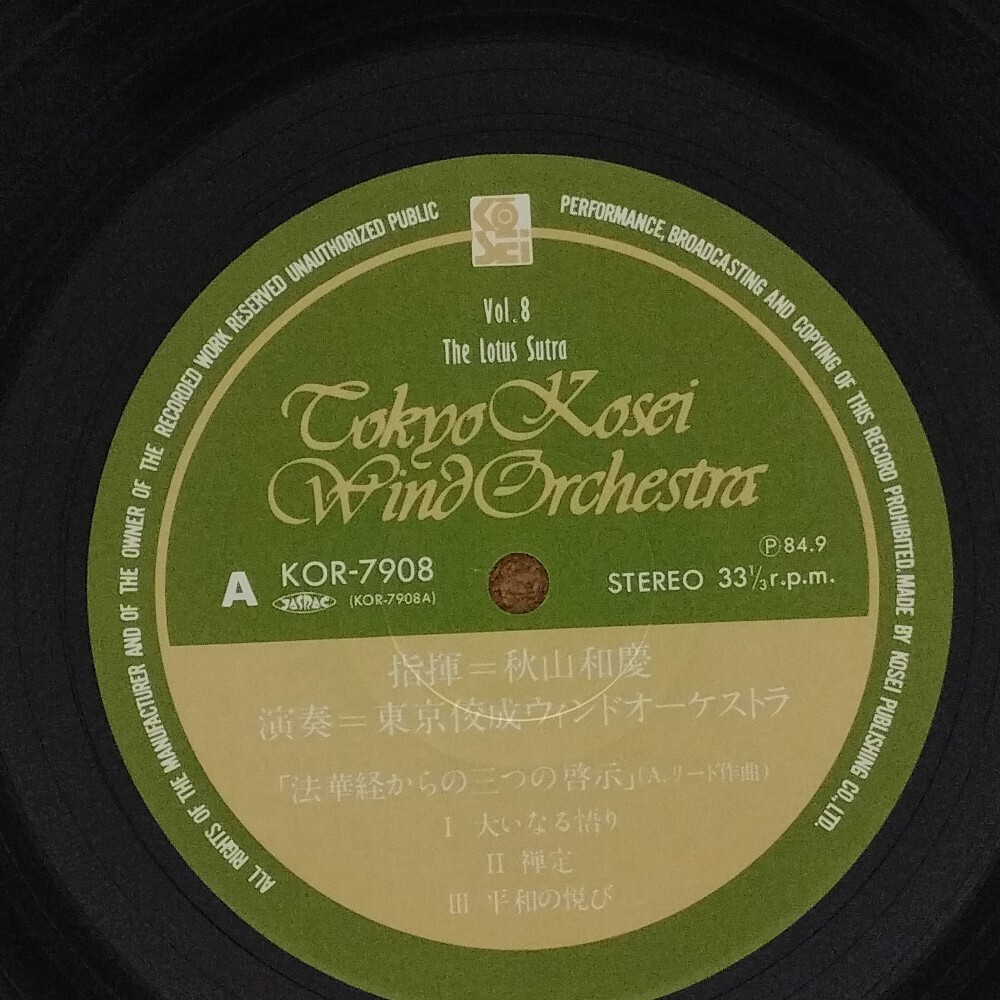 ALL RIGHTS OF THE MANUFACTURER AND OF THE OWNER OF THE RECORDED WORK RESERVED UNAUTHORIZED PUBLIC PERFORMANCE, BROADCASTING AND COPYING OF THIS RECORD PROHIBITED. MADE BY KOSEI PUBLISHING CO., LTD.
KOSEI
Vol. 8
The Lotus Sutra
Tokyo Kosei
Wind Orchestra
Ⓟ84.9
A KOR-7908 STEREO 33⅓ r.p.m.
JASRAC (KOR-7908A)
指揮=秋山和慶
演奏=東京佼成ウィンドオーケストラ
「法華経からの三つの啓示」(A.リード作曲)
I 大いなる悟り
II 禅定
III 平和の悦び